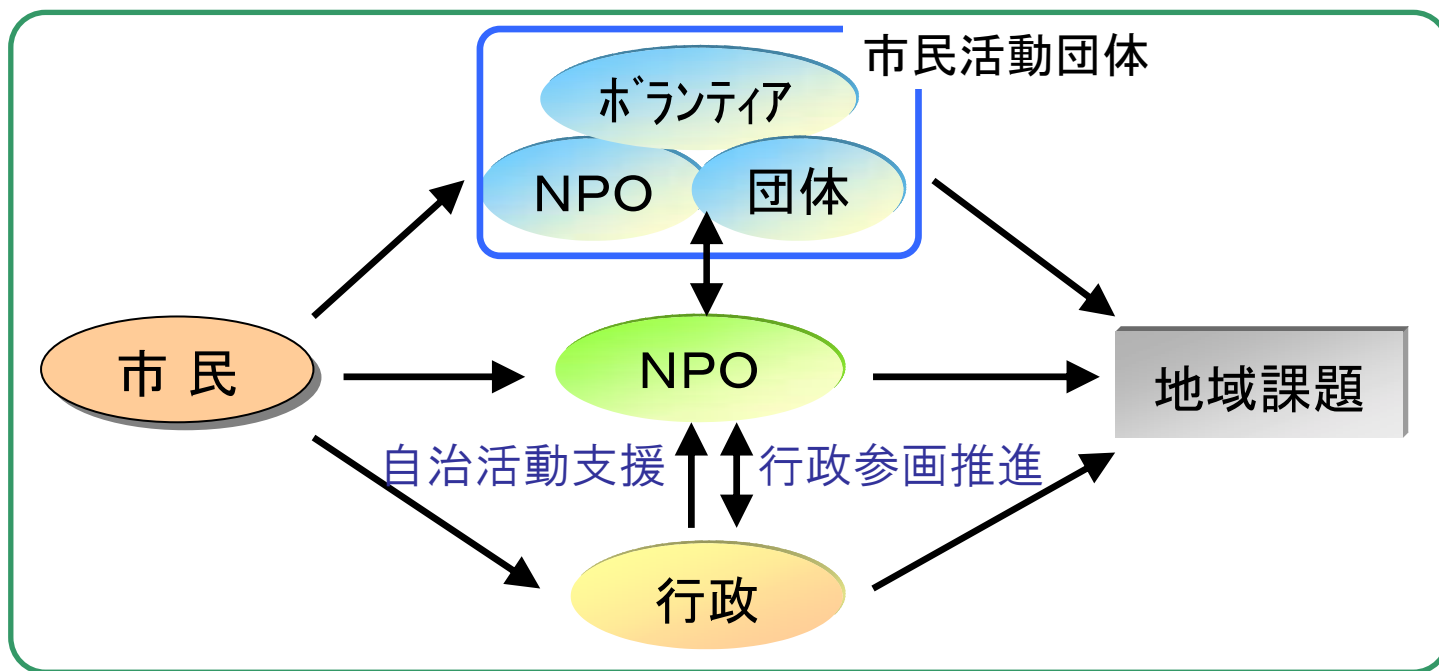 市民活動団体
ﾎﾞランティア
ＮＰＯ
団体
市 民
ＮＰＯ
地域課題
自治活動支援
行政参画推進
行政